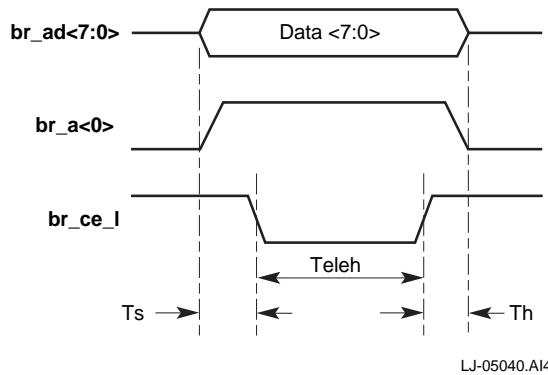 br_ad<7:0>
Data <7:0>
br_a<0>
br_ce_l
Teleh
Ts
Th
LJ-05040.AI4